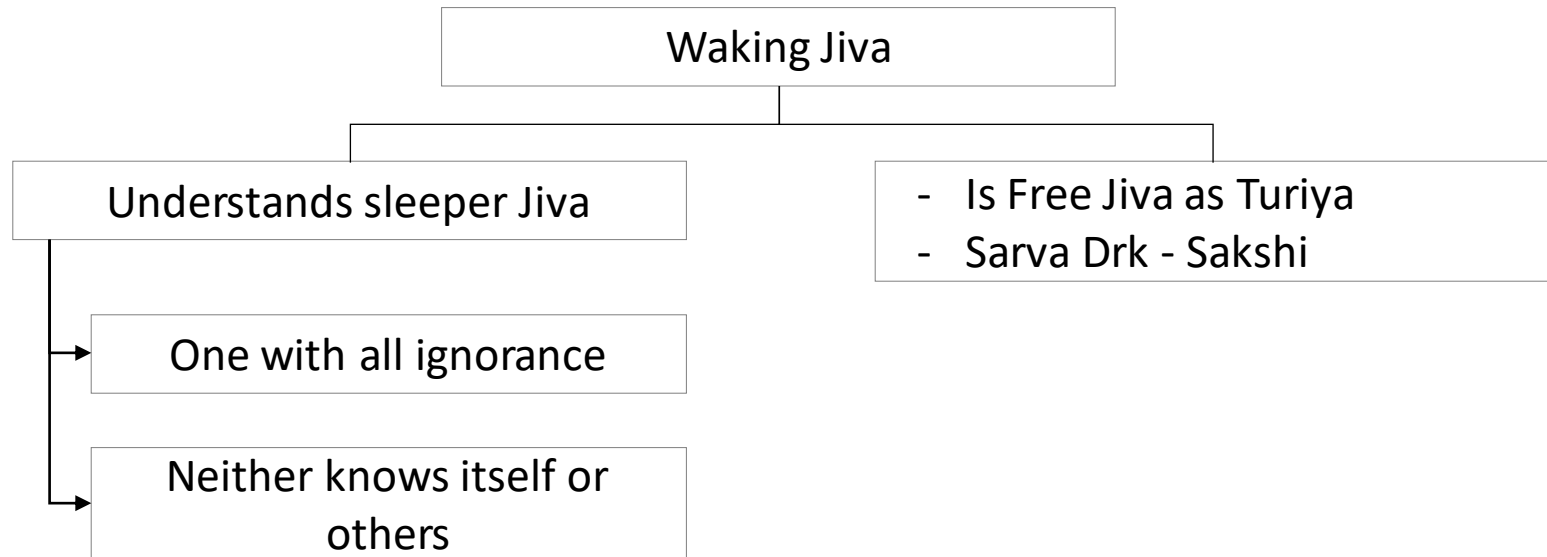 Waking Jiva
Understands sleeper Jiva
- Is Free Jiva as Turiya
- Sarva Drk - Sakshi
One with all ignorance
Neither knows itself or
others